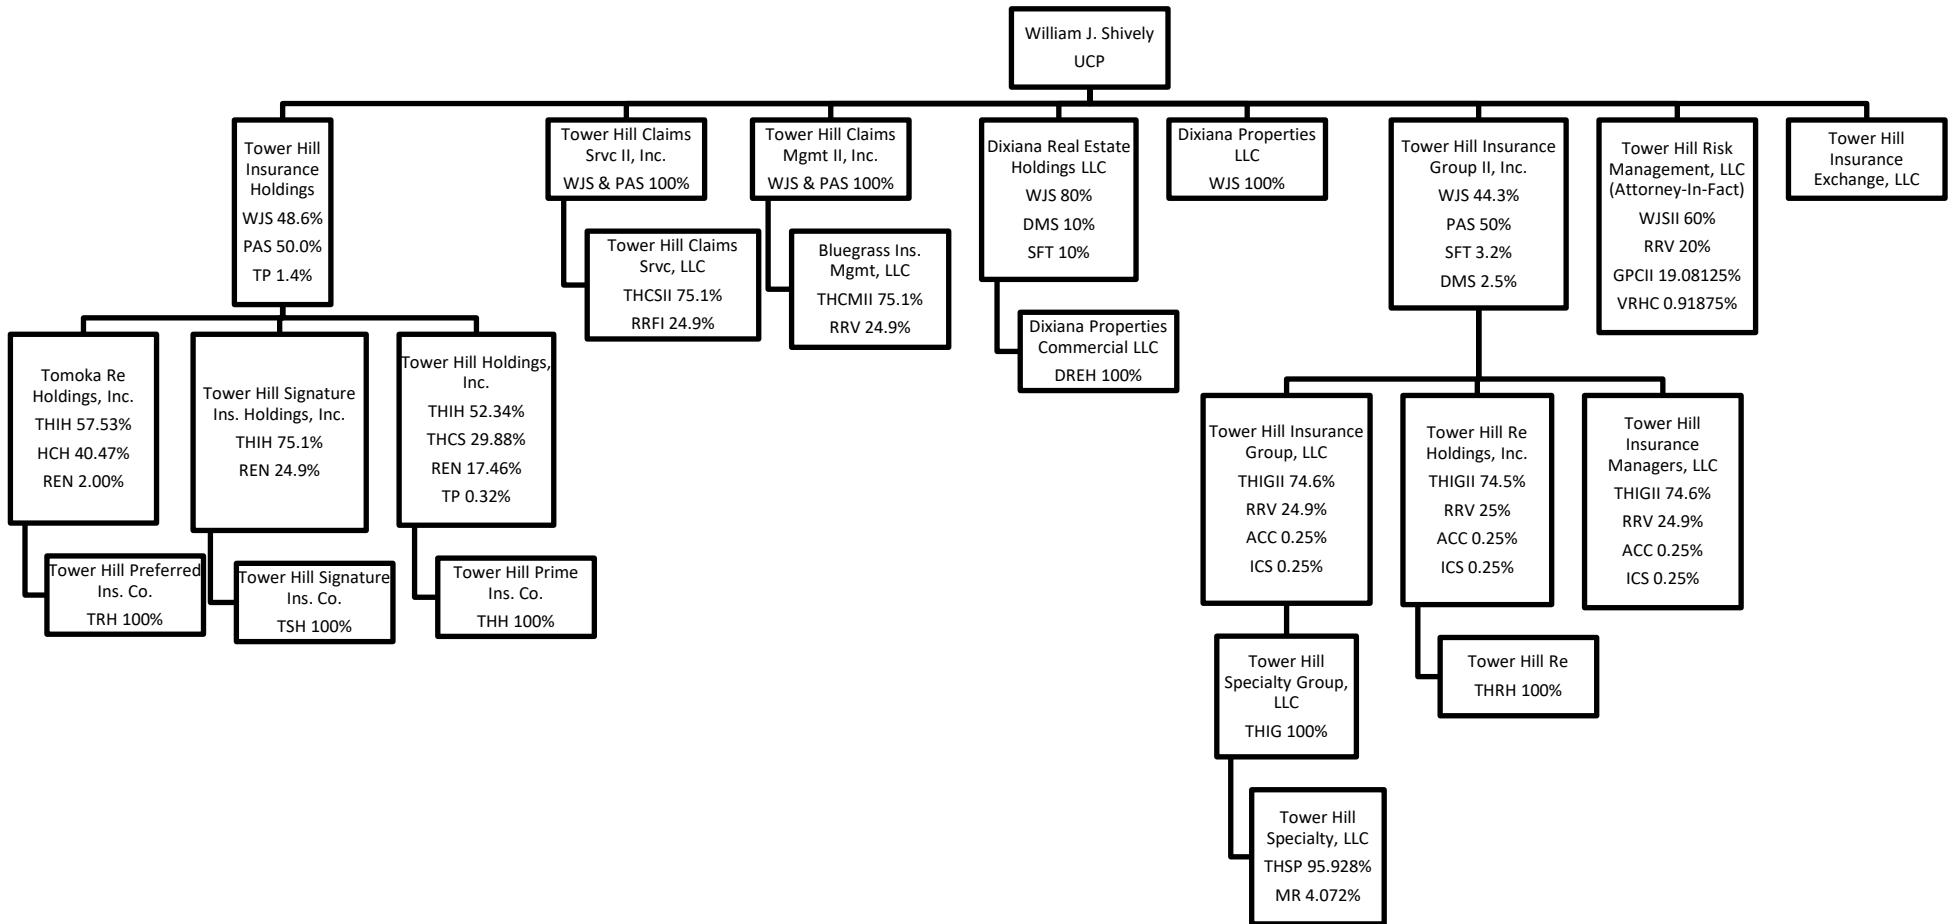 William J. Shively
UCP
Tower Hill
Insurance
Holdings
WJS 48.6%
PAS 50.0%
TP 1.4%
Tower Hill Claims
Srvc II, Inc.
WJS & PAS 100%
Tower Hill Claims
Mgmt II, Inc.
WJS & PAS 100%
Dixiana Real Estate
Holdings LLC
WJS 80%
DMS 10%
SFT 10%
Dixiana Properties
LLC
WJS 100%
Tower Hill Insurance
Group II, Inc.
WJS 44.3%
PAS 50%
SFT 3.2%
DMS 2.5%
Tower Hill Risk
Management, LLC
(Attorney-In-Fact)
WJSII 60%
RRV 20%
GPCII 19.08125%
VRHC 0.91875%
Tower Hill
Insurance
Exchange, LLC
Tower Hill Claims
Srvc, LLC
THCSII 75.1%
RRFI 24.9%
Bluegrass Ins.
Mgmt, LLC
THCMII 75.1%
RRV 24.9%
Dixiana Properties
Commercial LLC
DREH 100%
Tomoka Re
Holdings, Inc.
THIH 57.53%
HCH 40.47%
REN 2.00%
Tower Hill Signature
Ins. Holdings, Inc.
THIH 75.1%
REN 24.9%
Tower Hill Holdings,
Inc.
THIH 52.34%
THCS 29.88%
REN 17.46%
TP 0.32%
Tower Hill Insurance
Group, LLC
THIGII 74.6%
RRV 24.9%
ACC 0.25%
ICS 0.25%
Tower Hill Re
Holdings, Inc.
THIGII 74.5%
RRV 25%
ACC 0.25%
ICS 0.25%
Tower Hill
Insurance
Managers, LLC
THIGII 74.6%
RRV 24.9%
ACC 0.25%
ICS 0.25%
Tower Hill Preferred
Ins. Co.
TRH 100%
Tower Hill Signature
Ins. Co.
TSH 100%
Tower Hill Prime
Ins. Co.
THH 100%
Tower Hill
Specialty Group,
LLC
THIG 100%
Tower Hill Re
THRH 100%
Tower Hill
Specialty, LLC
THSP 95.928%
MR 4.072%